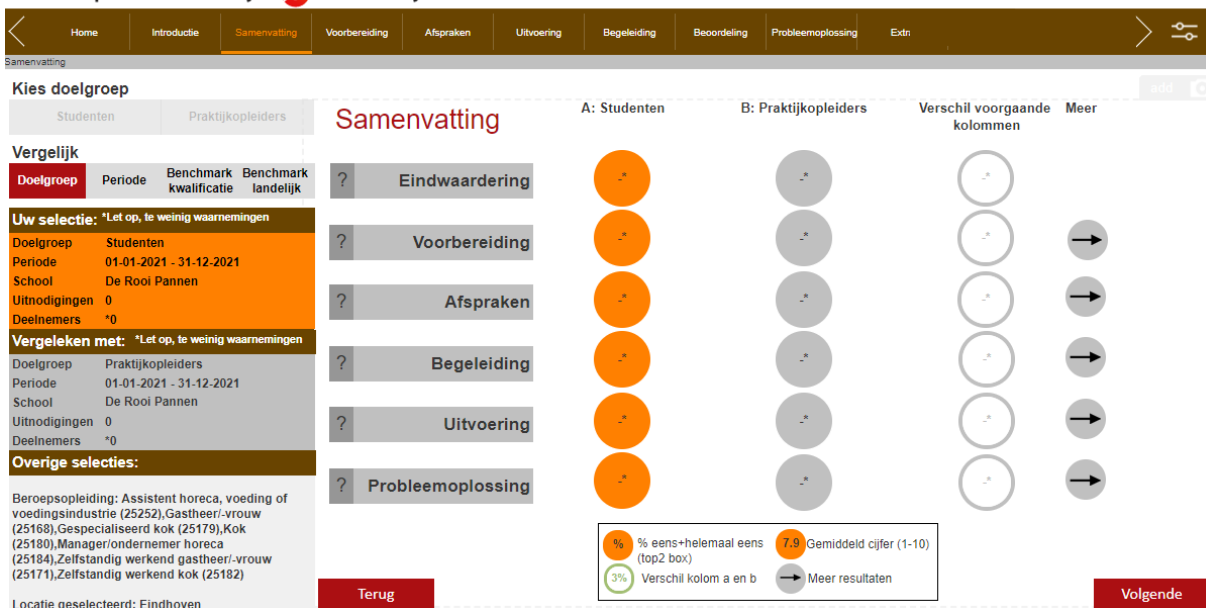 Home Introductie Samenvatting Voorbereiding Afspraken Uitvoering Begeleiding Beoordeling Probleemoplossing Extr
Samenvatting
Kies doelgroep
add
Studenten Praktijkopleiders
Vergelijk
Doelgroep Periode Benchmark kwalificatie Benchmark landelijk
Uw selectie: *Let op, te weinig waarnemingen
Doelgroep Studenten
Periode 01-01-2021 - 31-12-2021
School De Rooi Pannen
Uitnodigingen 0
Deelnemers *0
Vergeleken met: *Let op, te weinig waarnemingen
Doelgroep Praktijkopleiders
Periode 01-01-2021 - 31-12-2021
School De Rooi Pannen
Uitnodigingen 0
Deelnemers *0
Overige selecties:
Beroepsopleiding: Assistent horeca, voeding of
voedingsindustrie (25252),Gastheer/-vrouw
(25168),Gespecialiseerd kok (25179),Kok
(25180),Manager/ondernemer horeca
(25184),Zelfstandig werkend gastheer/-vrouw
(25171),Zelfstandig werkend kok (25182)
Locatie geselecteerd: Eindhoven
Samenvatting
A: Studenten B: Praktijkopleiders Verschil voorgaande Meer
kolommen
? Eindwaardering -* -* -*
? Voorbereiding -* -* -*
? Afspraken -* -* -*
? Begeleiding -* -* -*
? Uitvoering -* -* -*
? Probleemoplossing -* -* -*
% % eens+helemaal eens 7.9 Gemiddeld cijfer (1-10)
(top2 box)
3% Verschil kolom a en b Meer resultaten
Terug Volgende